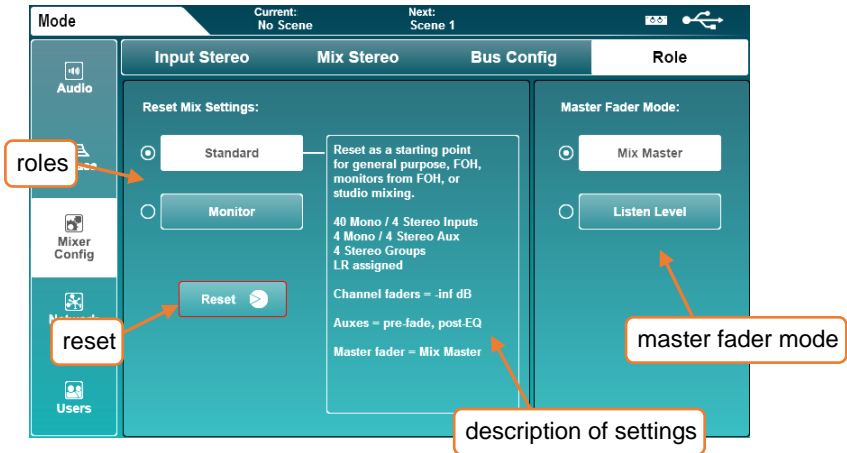 Mode
Current:
No Scene
Next:
Scene 1
Audio
Mixer
Config
Users
Input Stereo
Mix Stereo
Bus Config
Role
Reset Mix Settings:
Standard
Monitor
Reset
Reset as a starting point
for general purpose, FOH,
monitors from FOH, or
studio mixing.
40 Mono / 4 Stereo Inputs
4 Mono / 4 Stereo Aux
4 Stereo Groups
LR assigned
Channel faders = -inf dB
Auxes = pre-fade, post-EQ
Master fader = Mix Master
Master Fader Mode:
Mix Master
Listen Level
roles
reset
master fader mode
description of settings